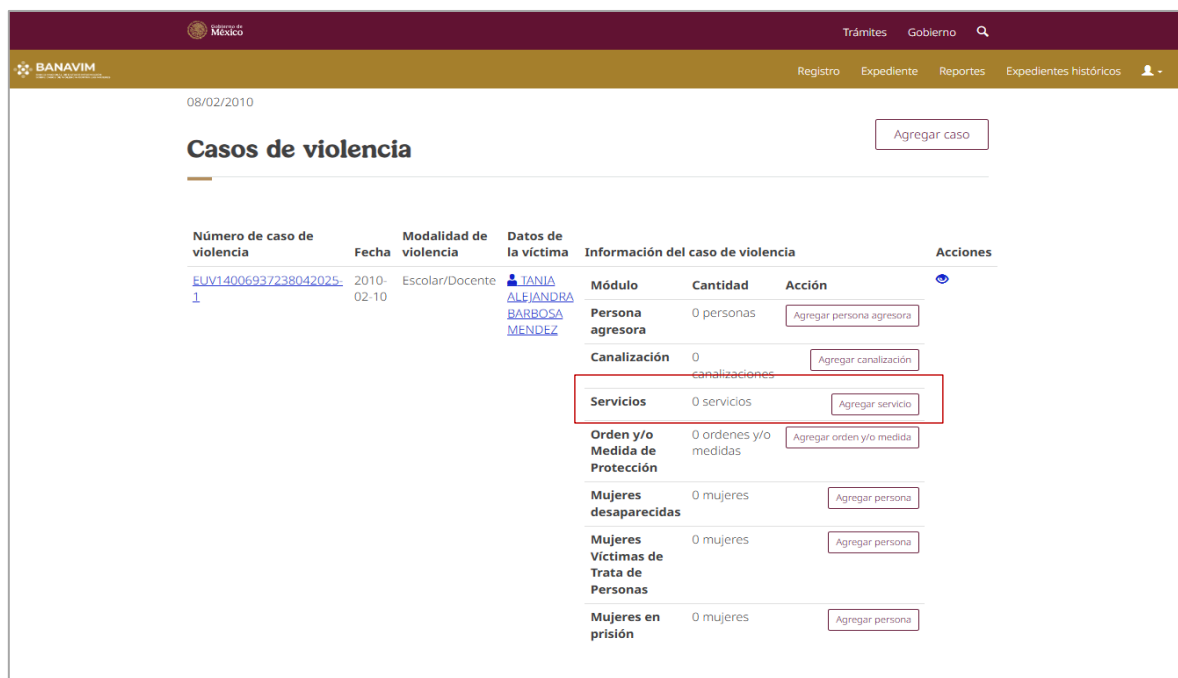 Gobierno de
México
Trámites Gobierno
BANAVIM
Registro Expediente Reportes Expedientes históricos
08/02/2010
Casos de violencia
Agregar caso
Número de caso de violencia Fecha Modalidad de violencia Datos de la víctima Información del caso de violencia Acciones
EUV14006937238042025-1 2010-02-10 Escolar/Docente TANIA ALEJANDRA BARBOSA MENDEZ
Módulo Cantidad Acción
Persona agresora 0 personas Agregar persona agresora
Canalización 0 canalizaciones Agregar canalización
Servicios 0 servicios Agregar servicio
Orden y/o Medida de Protección 0 ordenes y/o medidas Agregar orden y/o medida
Mujeres desaparecidas 0 mujeres Agregar persona
Mujeres Víctimas de Trata de Personas 0 mujeres Agregar persona
Mujeres en prisión 0 mujeres Agregar persona